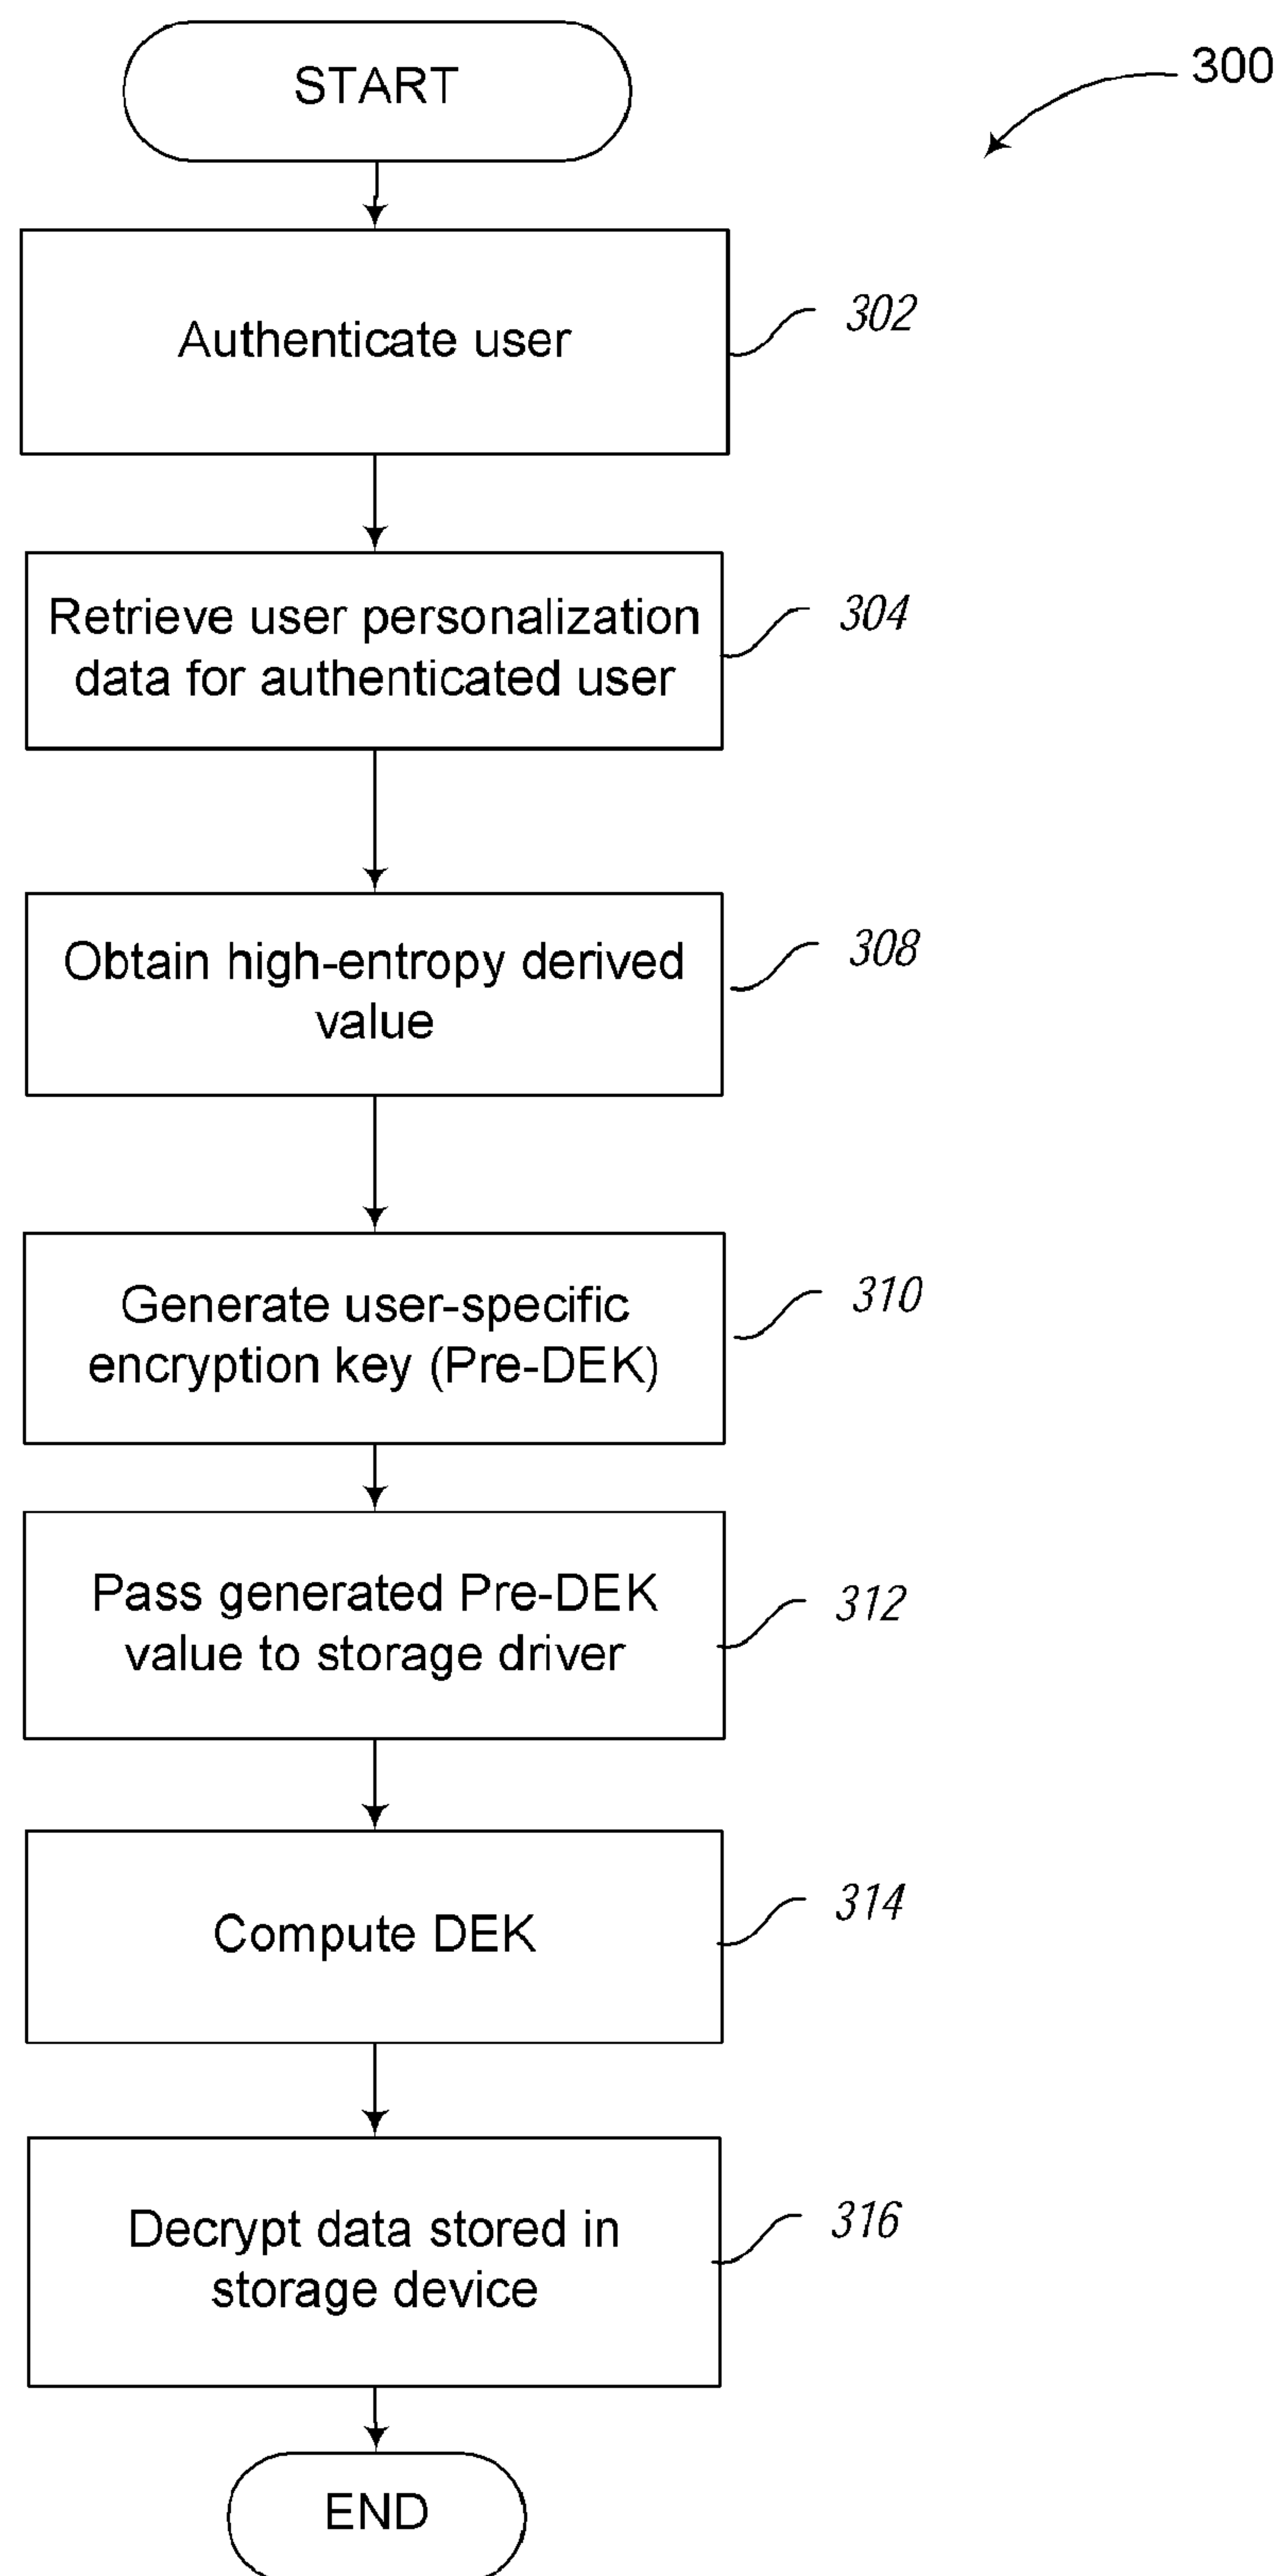 START
300
Authenticate user
302
Retrieve user personalization
data for authenticated user
304
Obtain high-entropy derived
value
308
Generate user-specific
encryption key (Pre-DEK)
310
Pass generated Pre-DEK
value to storage driver
312
Compute DEK
314
Decrypt data stored in
storage device
316
END